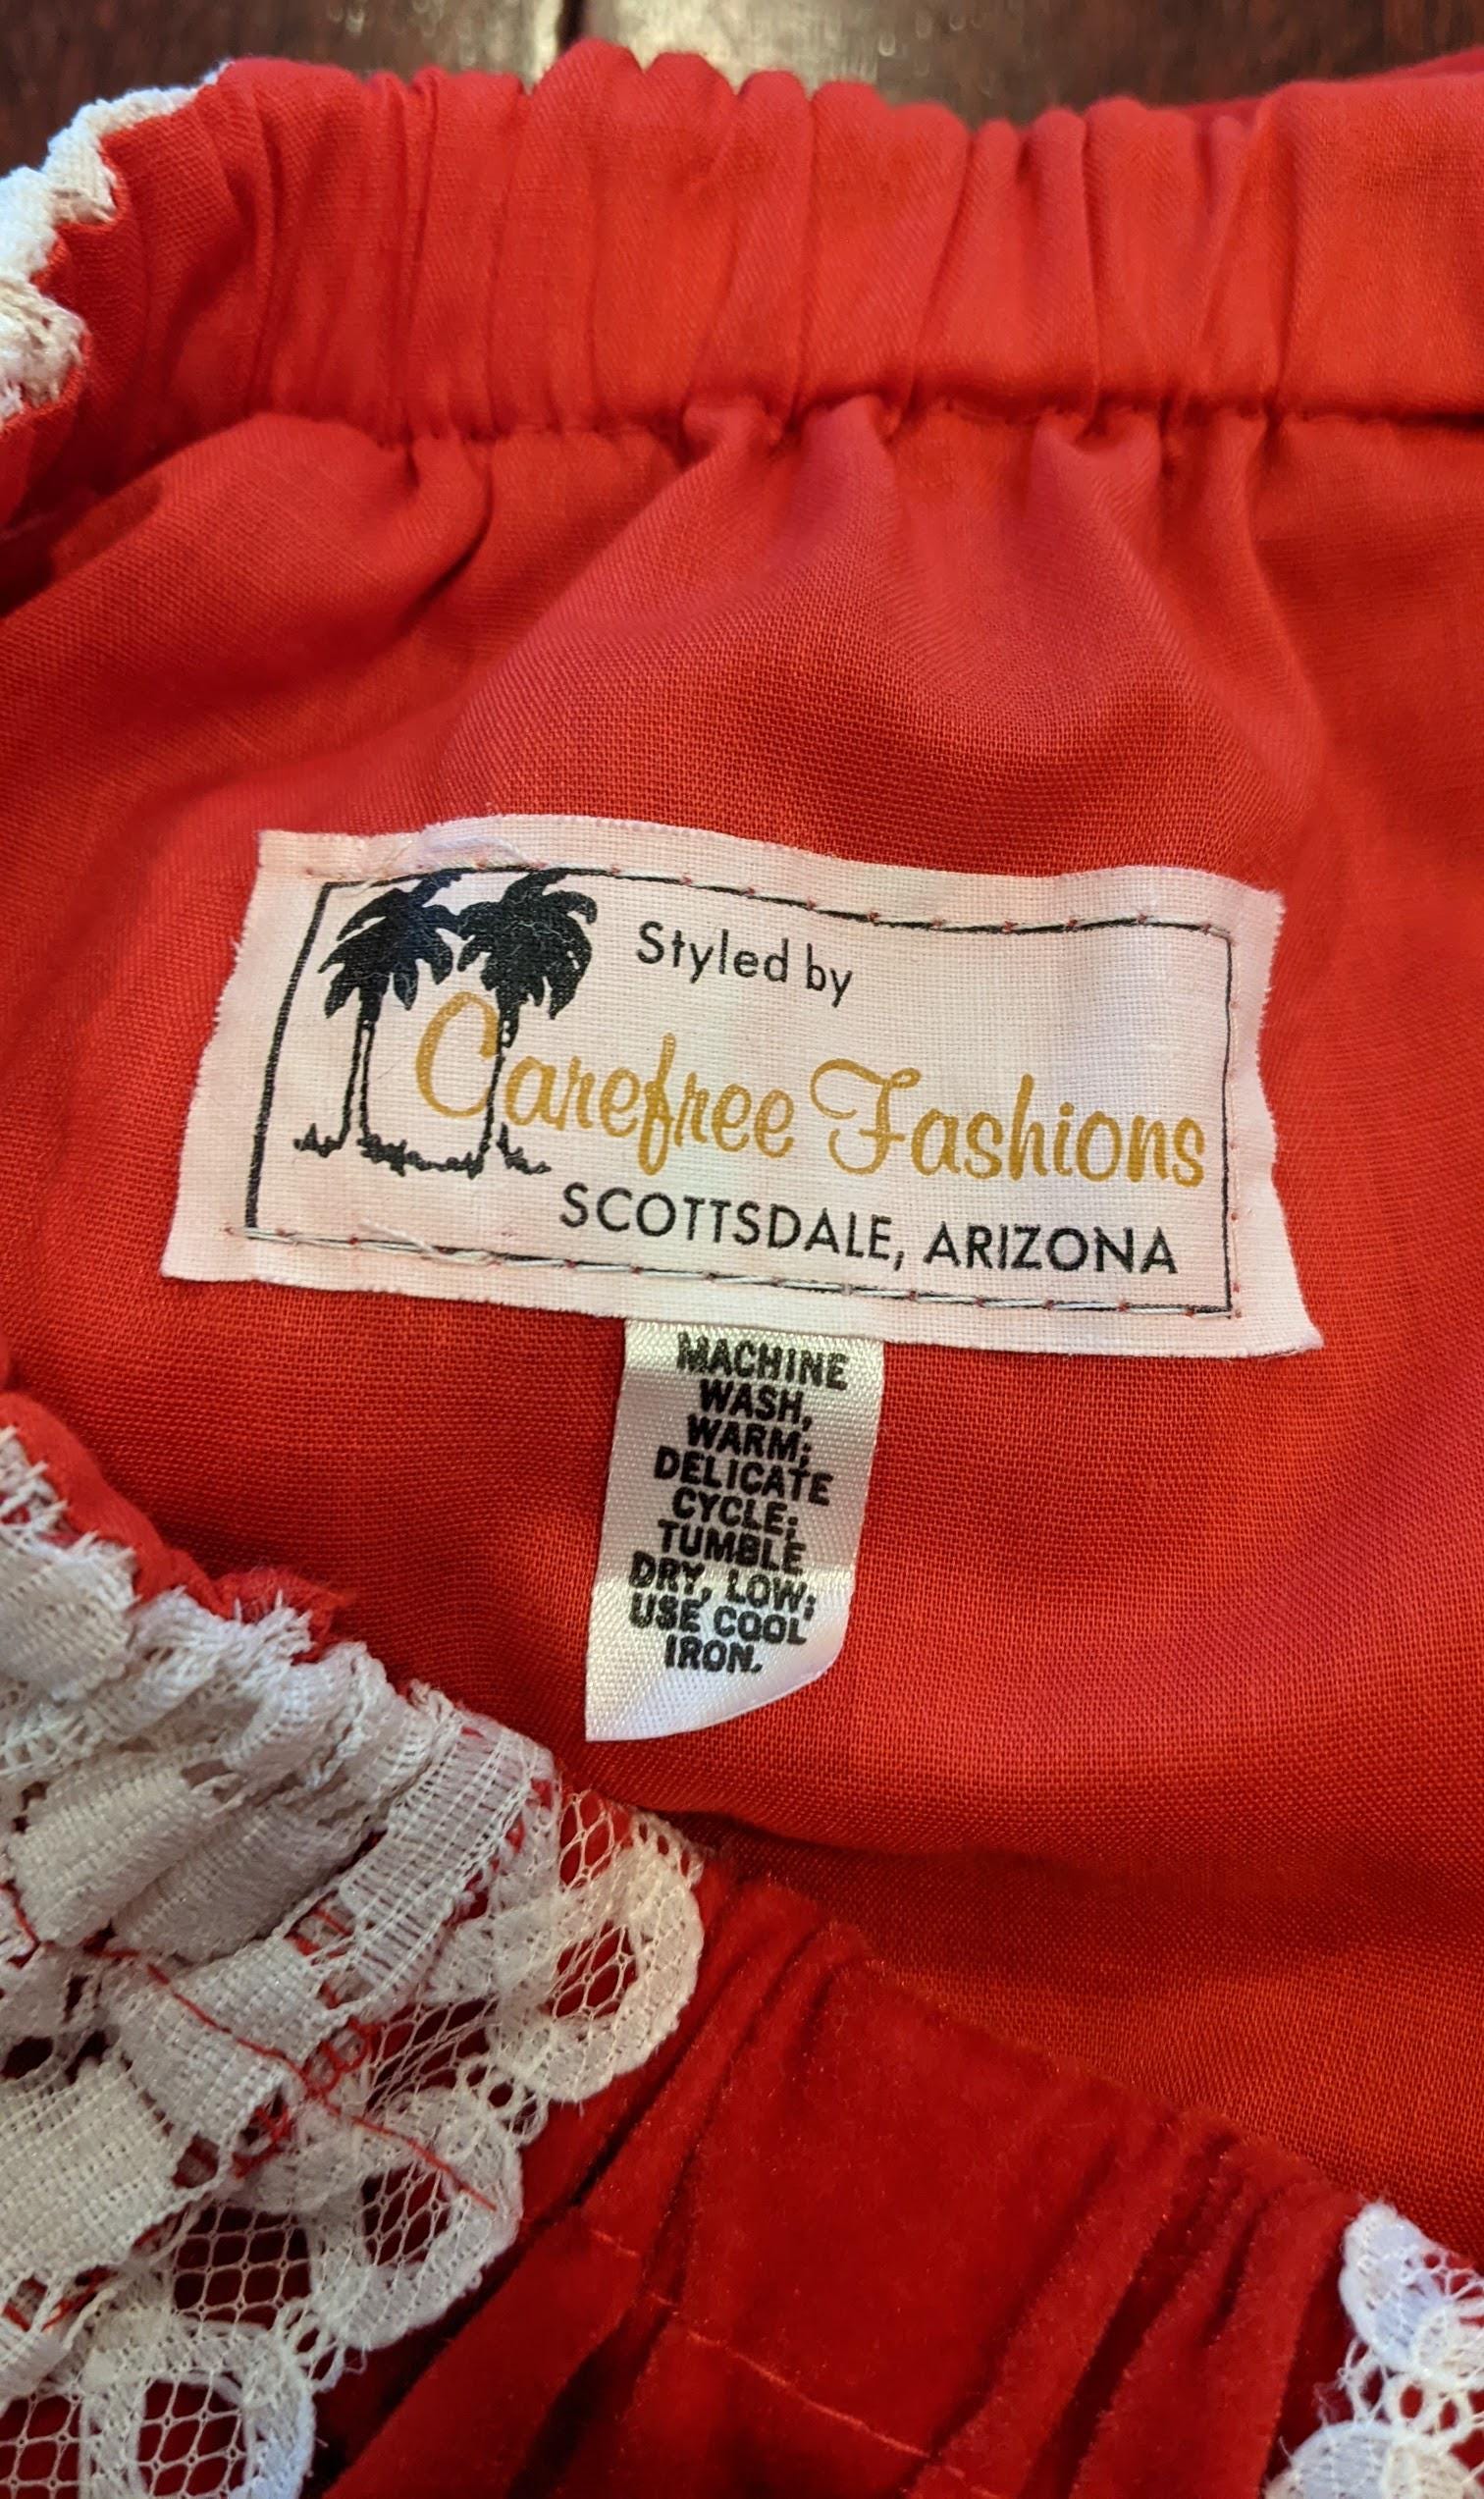 Styled by
Carefree Fashions
SCOTTSDALE, ARIZONA
MACHINE
WASH,
WARM;
DELICATE
CYCLE;
TUMBLE
DRY, LOW;
USE COOL
IRON.